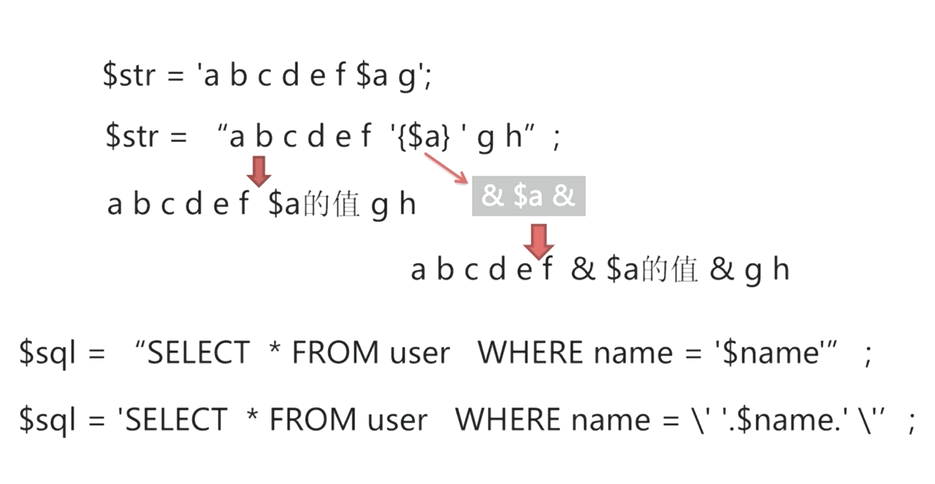 $str = 'a b c d e f $a g';
$str = “a b c d e f '{$a} ' g h” ;
a b c d e f $a的值 g h
& $a &
a b c d e f & $a的值 & g h
$sql = “SELECT * FROM user WHERE name = '$name'” ;
$sql = 'SELECT * FROM user WHERE name = \' '.$name.' \'’ ;